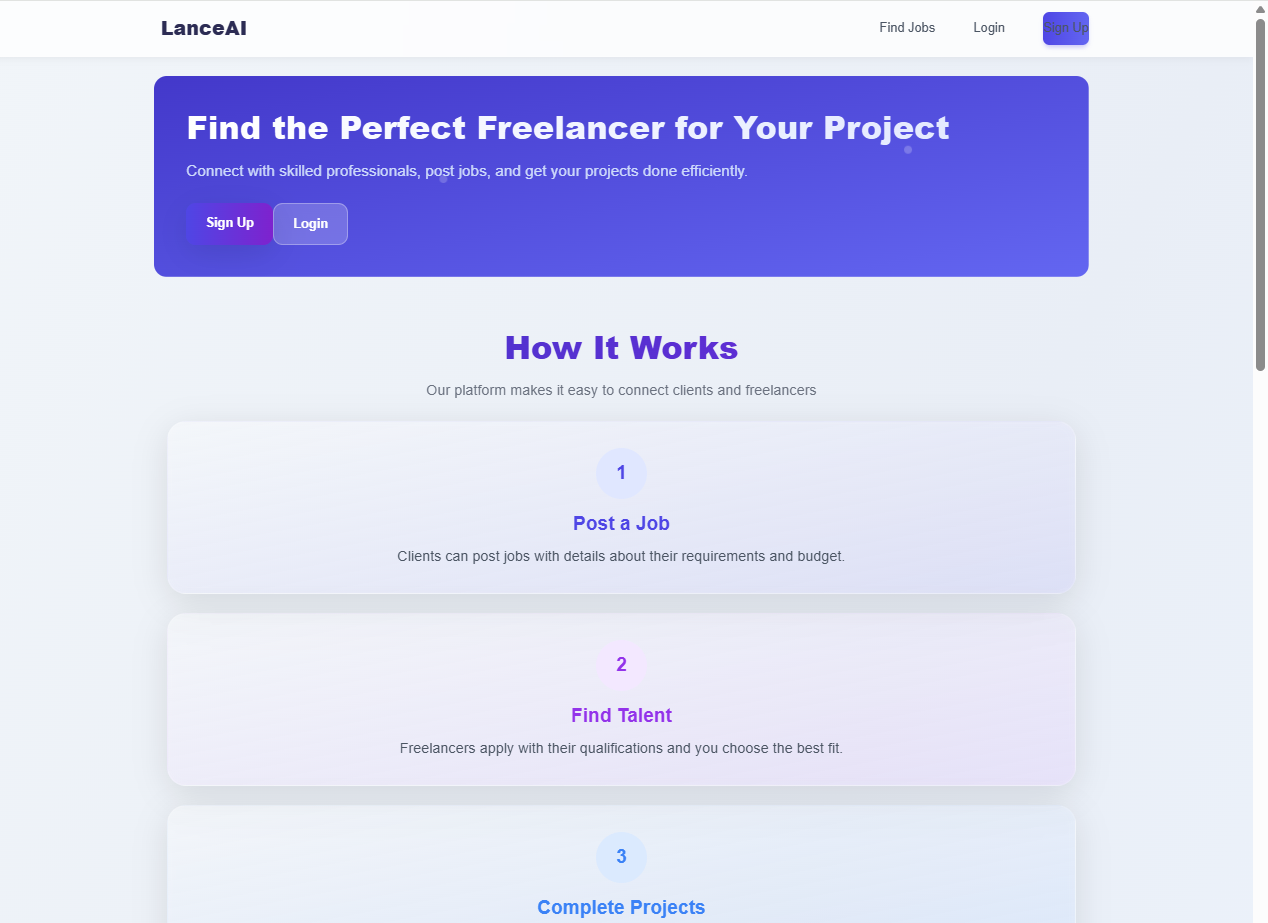 LanceAI
Find Jobs
Login
Sign Up
Find the Perfect Freelancer for Your Project
Connect with skilled professionals, post jobs, and get your projects done efficiently.
Sign Up
Login
How It Works
Our platform makes it easy to connect clients and freelancers
1
Post a Job
Clients can post jobs with details about their requirements and budget.
2
Find Talent
Freelancers apply with their qualifications and you choose the best fit.
3
Complete Projects